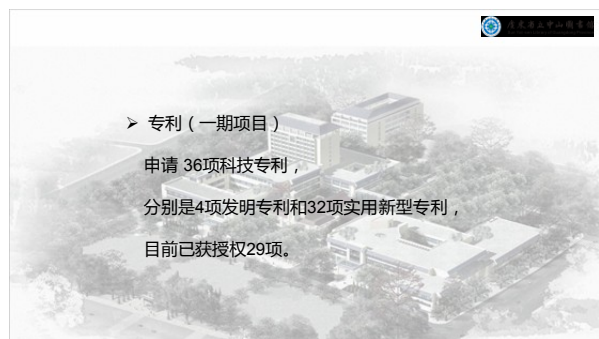 ➢ 专利（一期项目）
申请 36项科技专利，
分别是4项发明专利和32项实用新型专利，
目前已获授权29项。